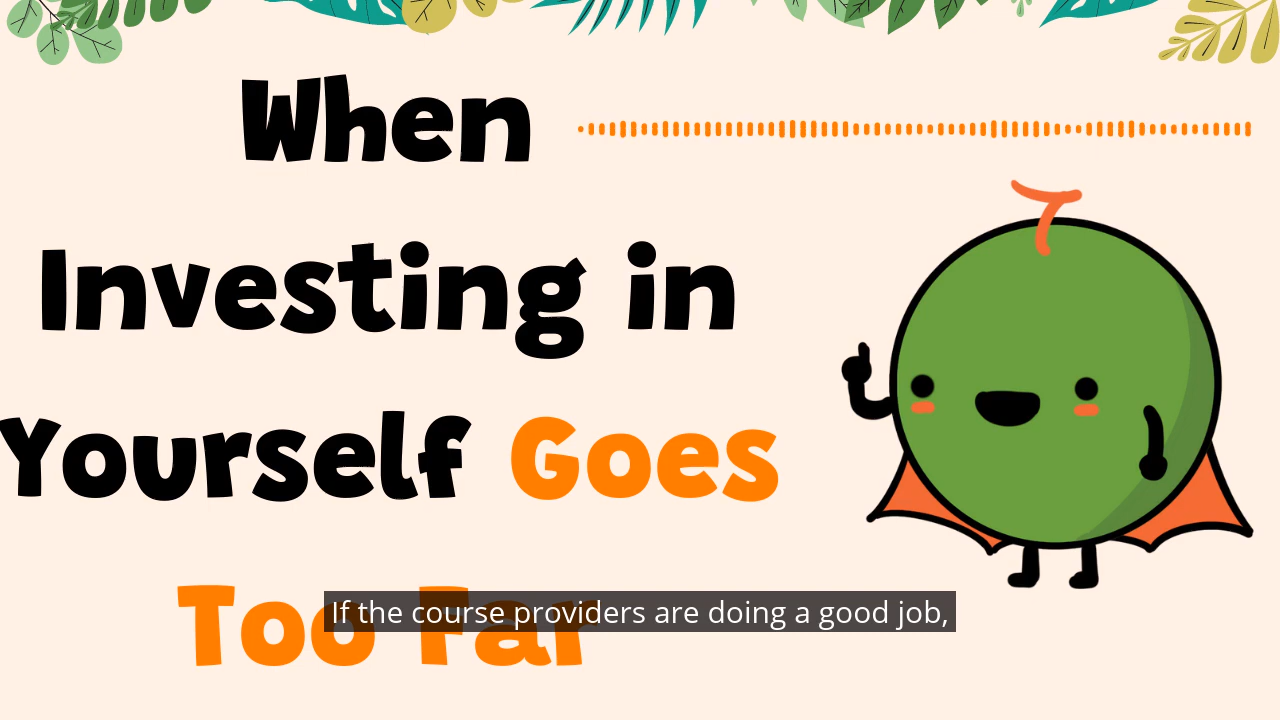 When
Investing in
Yourself Goes
Too Far
If the course providers are doing a good job,